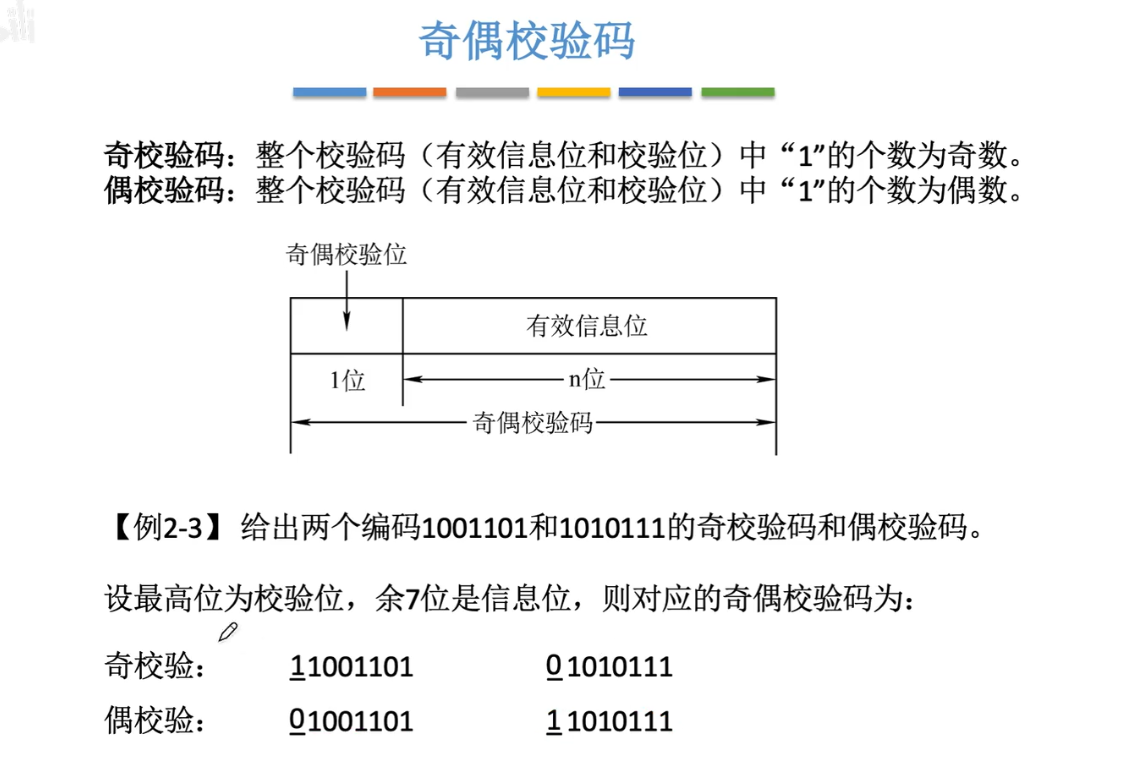 奇偶校验码
奇校验码：整个校验码（有效信息位和校验位）中“1”的个数为奇数。
偶校验码：整个校验码（有效信息位和校验位）中“1”的个数为偶数。
奇偶校验位
有效信息位
1位
n位
奇偶校验码
【例2-3】 给出两个编码1001101和1010111的奇校验码和偶校验码。
设最高位为校验位，余7位是信息位，则对应的奇偶校验码为：
奇校验： 11001101 0 1010111
偶校验： 01001101 1 1010111